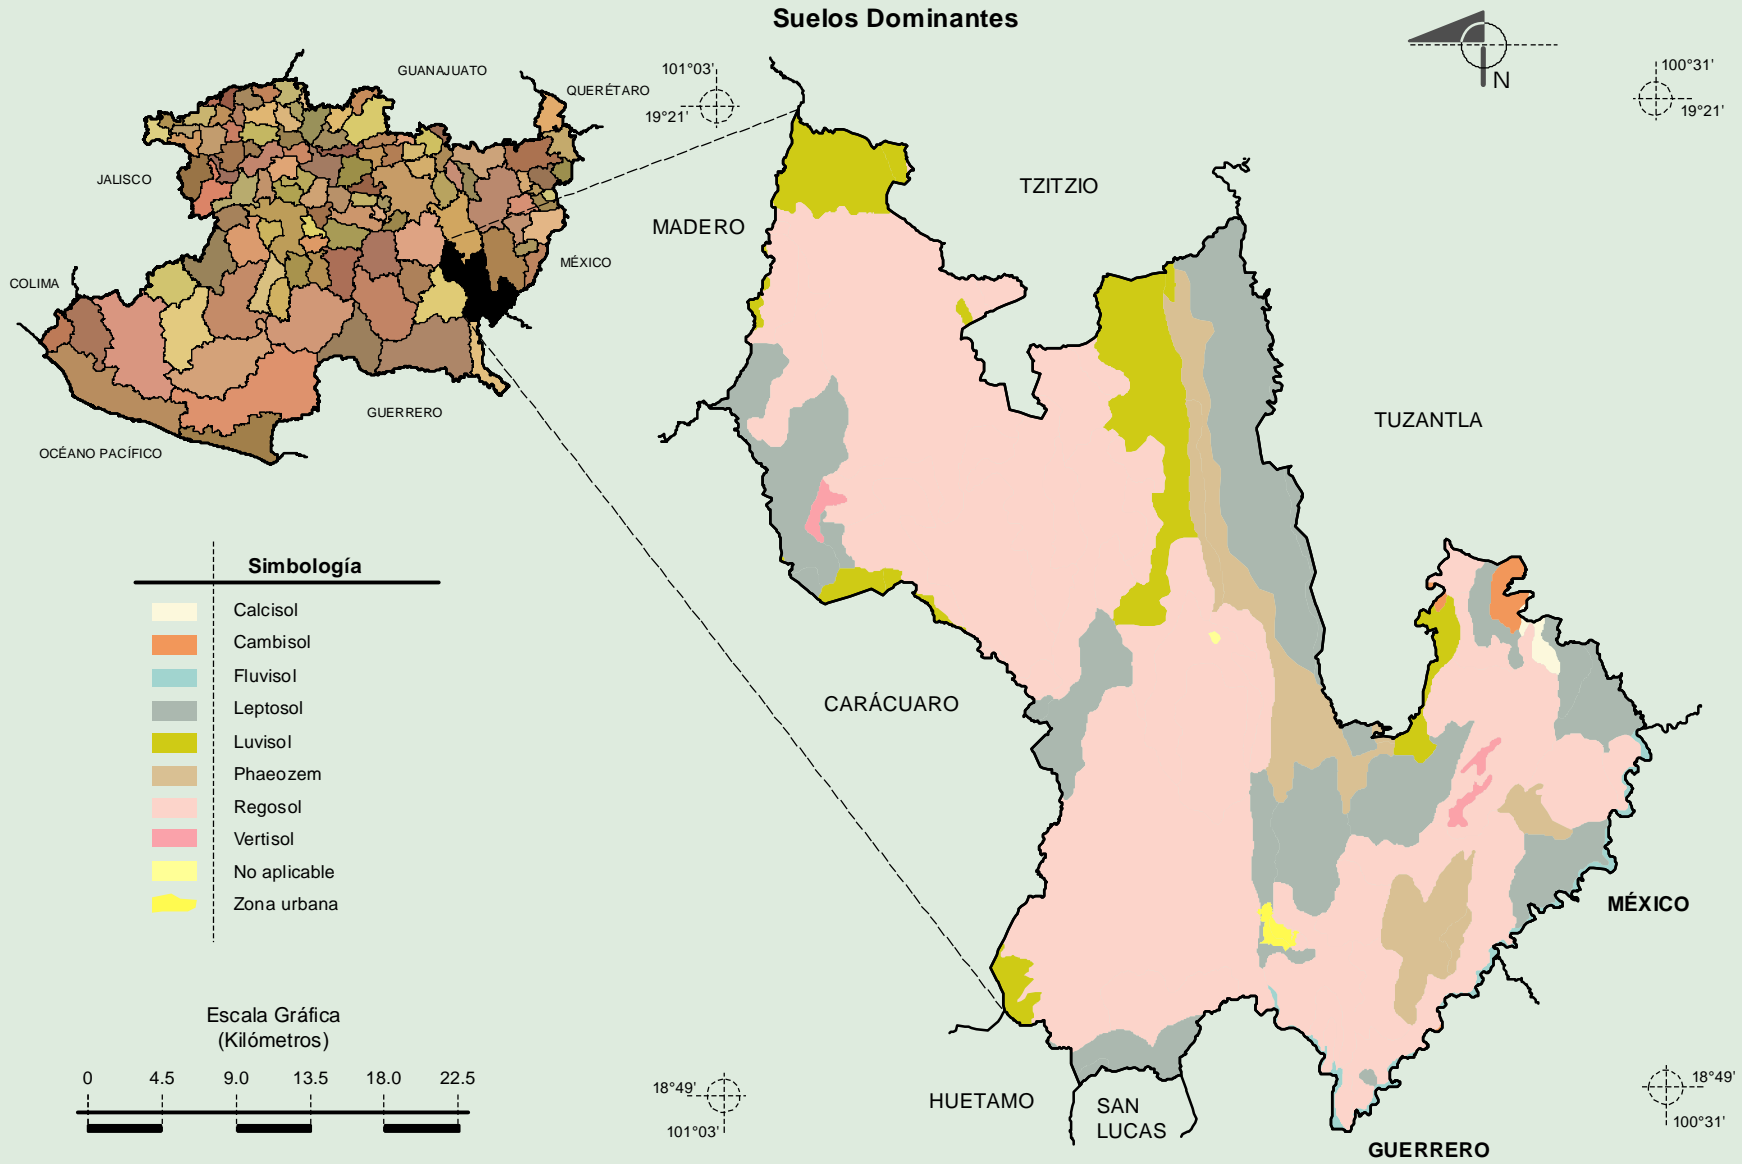 Suelos Dominantes
GUANAJUATO
QUERÉTARO
JALISCO
MÉXICO
COLIMA
GUERRERO
OCÉANO PACÍFICO
101°03'
19°21'
N
100°31'
19°21'
TZITZIO
MADERO
TUZANTLA
CARÁCUARO
MÉXICO
HUETAMO
SAN
LUCAS
GUERRERO
Simbología
Calcisol
Cambisol
Fluvisol
Leptosol
Luvisol
Phaeozem
Regosol
Vertisol
No aplicable
Zona urbana
Escala Gráfica
(Kilómetros)
0 4.5 9.0 13.5 18.0 22.5
18°49'
101°03'
18°49'
100°31'